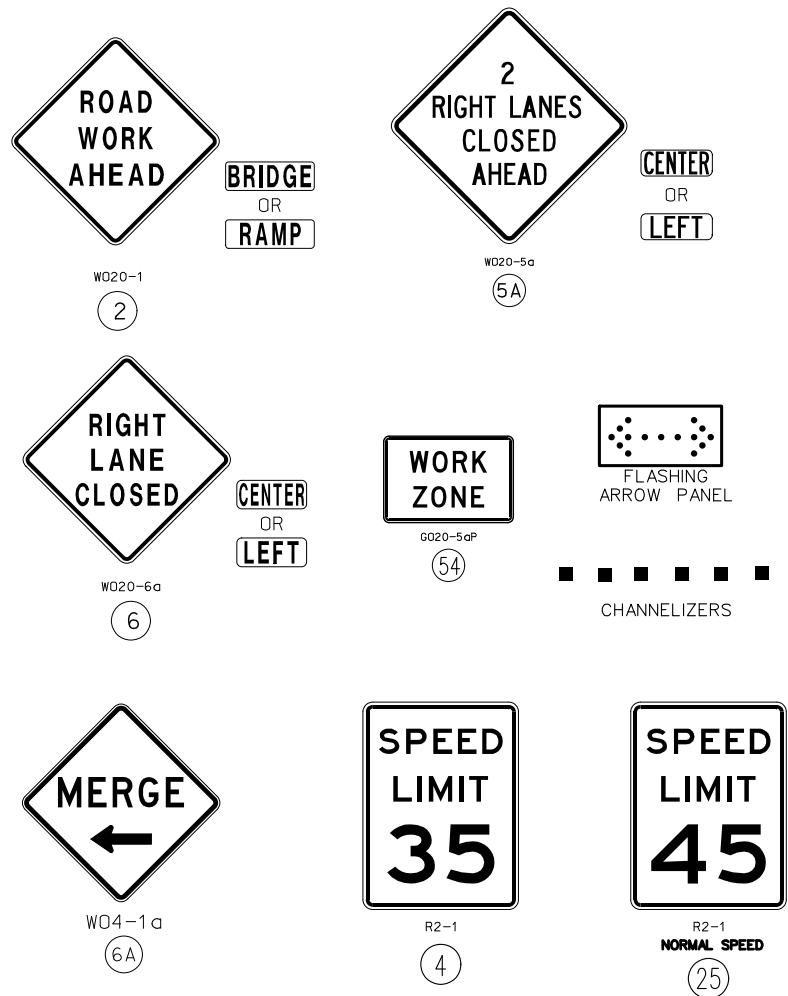 ROAD
WORK
AHEAD
BRIDGE
OR
RAMP
WO20-1
2
2
RIGHT LANES
CLOSED
AHEAD
CENTER
OR
LEFT
WO20-5a
5A
RIGHT
LANE
CLOSED
CENTER
OR
LEFT
WO20-6a
6
WORK
ZONE
GO20-5aP
54
FLASHING
ARROW PANEL
CHANNELIZERS
MERGE
WO4-1a
6A
SPEED
LIMIT
35
R2-1
4
SPEED
LIMIT
45
R2-1
NORMAL SPEED
25